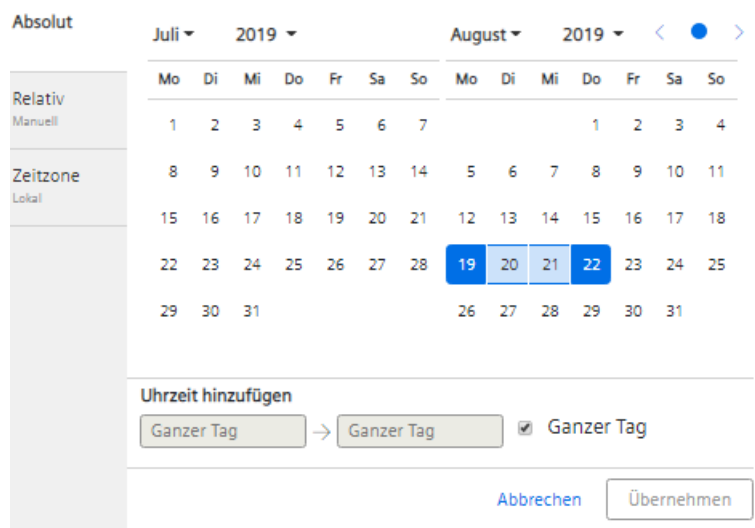 Absolut
Relativ
Manuell
Zeitzone
Lokal
Juli 2019 August 2019
Mo Di Mi Do Fr Sa So Mo Di Mi Do Fr Sa So
1 2 3 4 5 6 7 1 2 3 4
8 9 10 11 12 13 14 5 6 7 8 9 10 11
15 16 17 18 19 20 21 12 13 14 15 16 17 18
22 23 24 25 26 27 28 19 20 21 22 23 24 25
29 30 31 26 27 28 29 30 31
Uhrzeit hinzufügen
Ganzer Tag → Ganzer Tag Ganzer Tag
Abbrechen Übernehmen